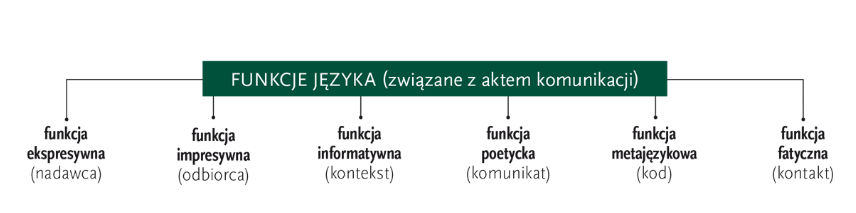 FUNKCJE JĘZYKA (związane z aktem komunikacji)
funkcja
ekspresywna
(nadawca)
funkcja
impresywna
(odbiorca)
funkcja
informatywna
(kontekst)
funkcja
poetycka
(komunikat)
funkcja
metajęzykowa
(kod)
funkcja
fatyczna
(kontakt)